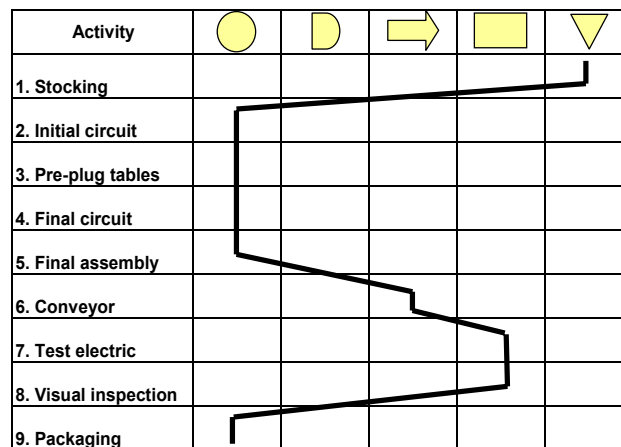 Activity
1. Stocking
2. Initial circuit
3. Pre-plug tables
4. Final circuit
5. Final assembly
6. Conveyor
7. Test electric
8. Visual inspection
9. Packaging